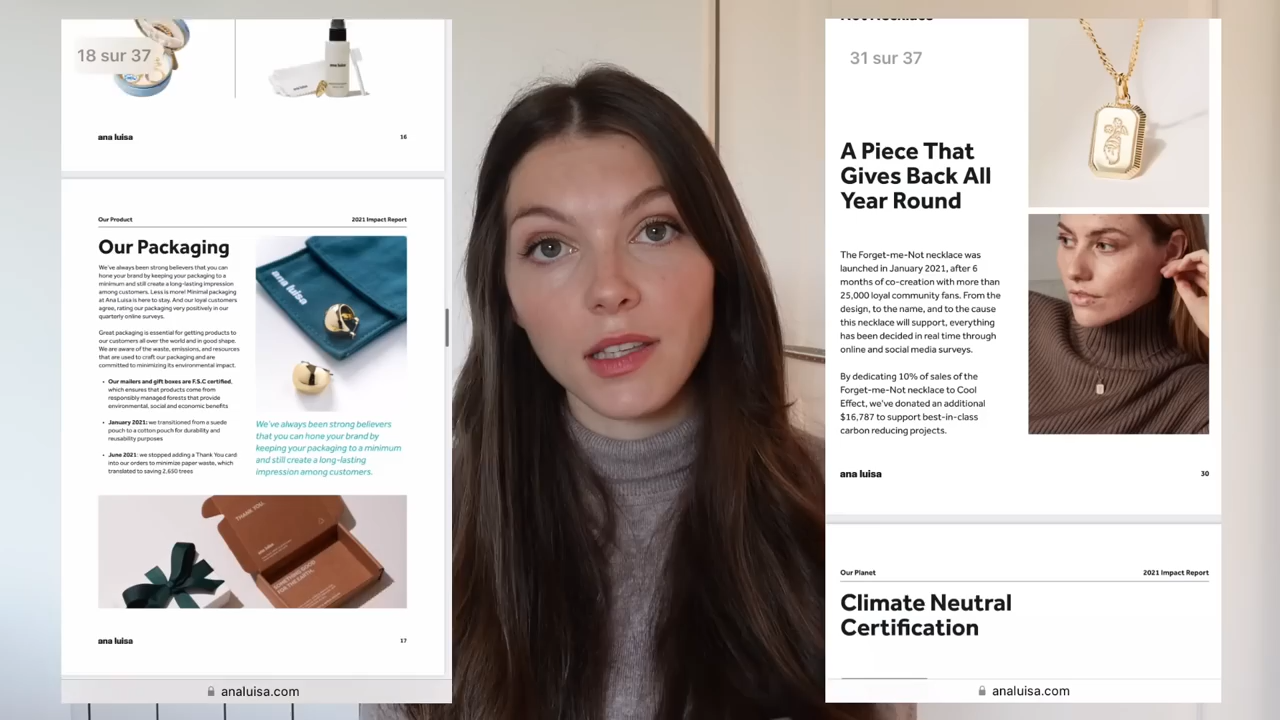 18 sur 37
ana luisa
ana luisa
16
Our Product
2021 Impact Report
Our Packaging
We've always been strong believers that you can
hone your brand by keeping your packaging to a
minimum and still create a long-lasting impression
among customers. Less is more! Minimal packaging
at Ana Luisa is here to stay. And our loyal customers
agree, rating our packaging very positively in our
quarterly online surveys.
Great packaging is essential for getting products to
our customers all over the world and in good shape.
We are aware of the waste, emissions, and resources
that are used to craft our packaging and are
committed to minimizing its environmental impact.
• Our mailers and gift boxes are F.S.C certified,
which ensures that products come from
responsibly managed forests that provide
environmental, social and economic benefits
• January 2021: we transitioned from a suede
pouch to a cotton pouch for durability and
reusability purposes
• June 2021: we stopped adding a Thank You card
into our orders to minimize paper waste, which
translated to saving 2,650 trees
ana luisa
We've always been strong believers
that you can hone your brand by
keeping your packaging to a minimum
and still create a long-lasting
impression among customers.
THANK YOU.
ana luisa
SOMETHING GOOD
FOR THE EARTH.
ana luisa
17
analuisa.com
31 sur 37
A Piece That
Gives Back All
Year Round
The Forget-me-Not necklace was
launched in January 2021, after 6
months of co-creation with more than
25,000 loyal community fans. From the
design, to the name, and to the cause
this necklace will support, everything
has been decided in real time through
online and social media surveys.
By dedicating 10% of sales of the
Forget-me-Not necklace to Cool
Effect, we've donated an additional
$16,787 to support best-in-class
carbon reducing projects.
ana luisa
30
Our Planet
2021 Impact Report
Climate Neutral
Certification
analuisa.com